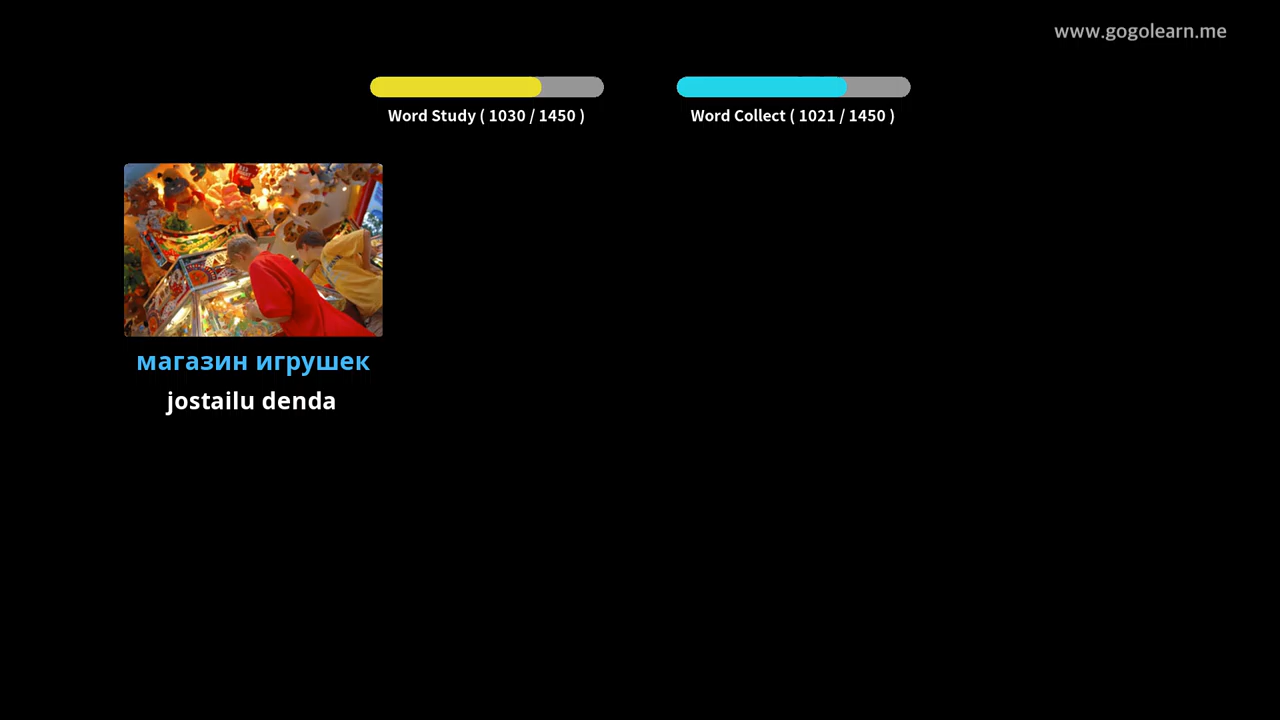 www.gogolearn.me
Word Study ( 1030 / 1450 )
Word Collect ( 1021 / 1450 )
магазин игрушек
jostailu denda